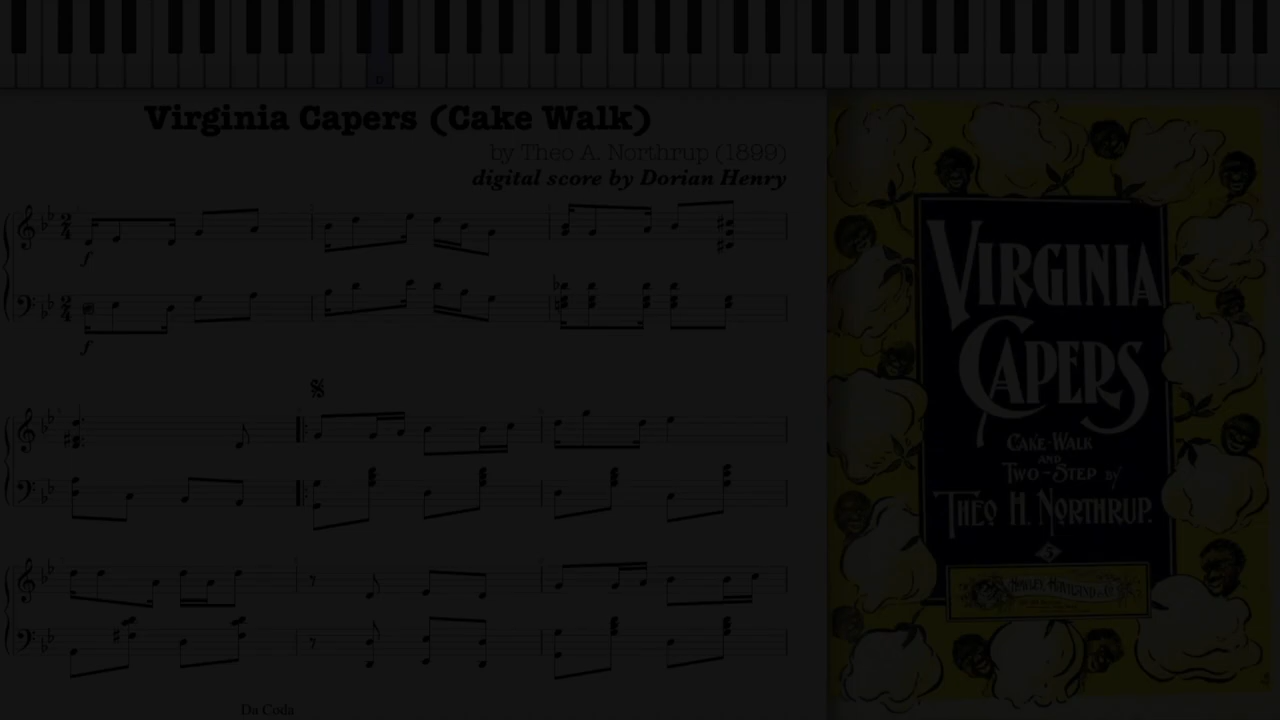 Virginia Capers (Cake Walk)
by Theo A. Northrup (1899)
digital score by Dorian Henry
f
f
Da Coda
VIRGINIA
CAPERS
CAKE-WALK
AND
TWO-STEP BY
THEO H. NORTHRUP.
5